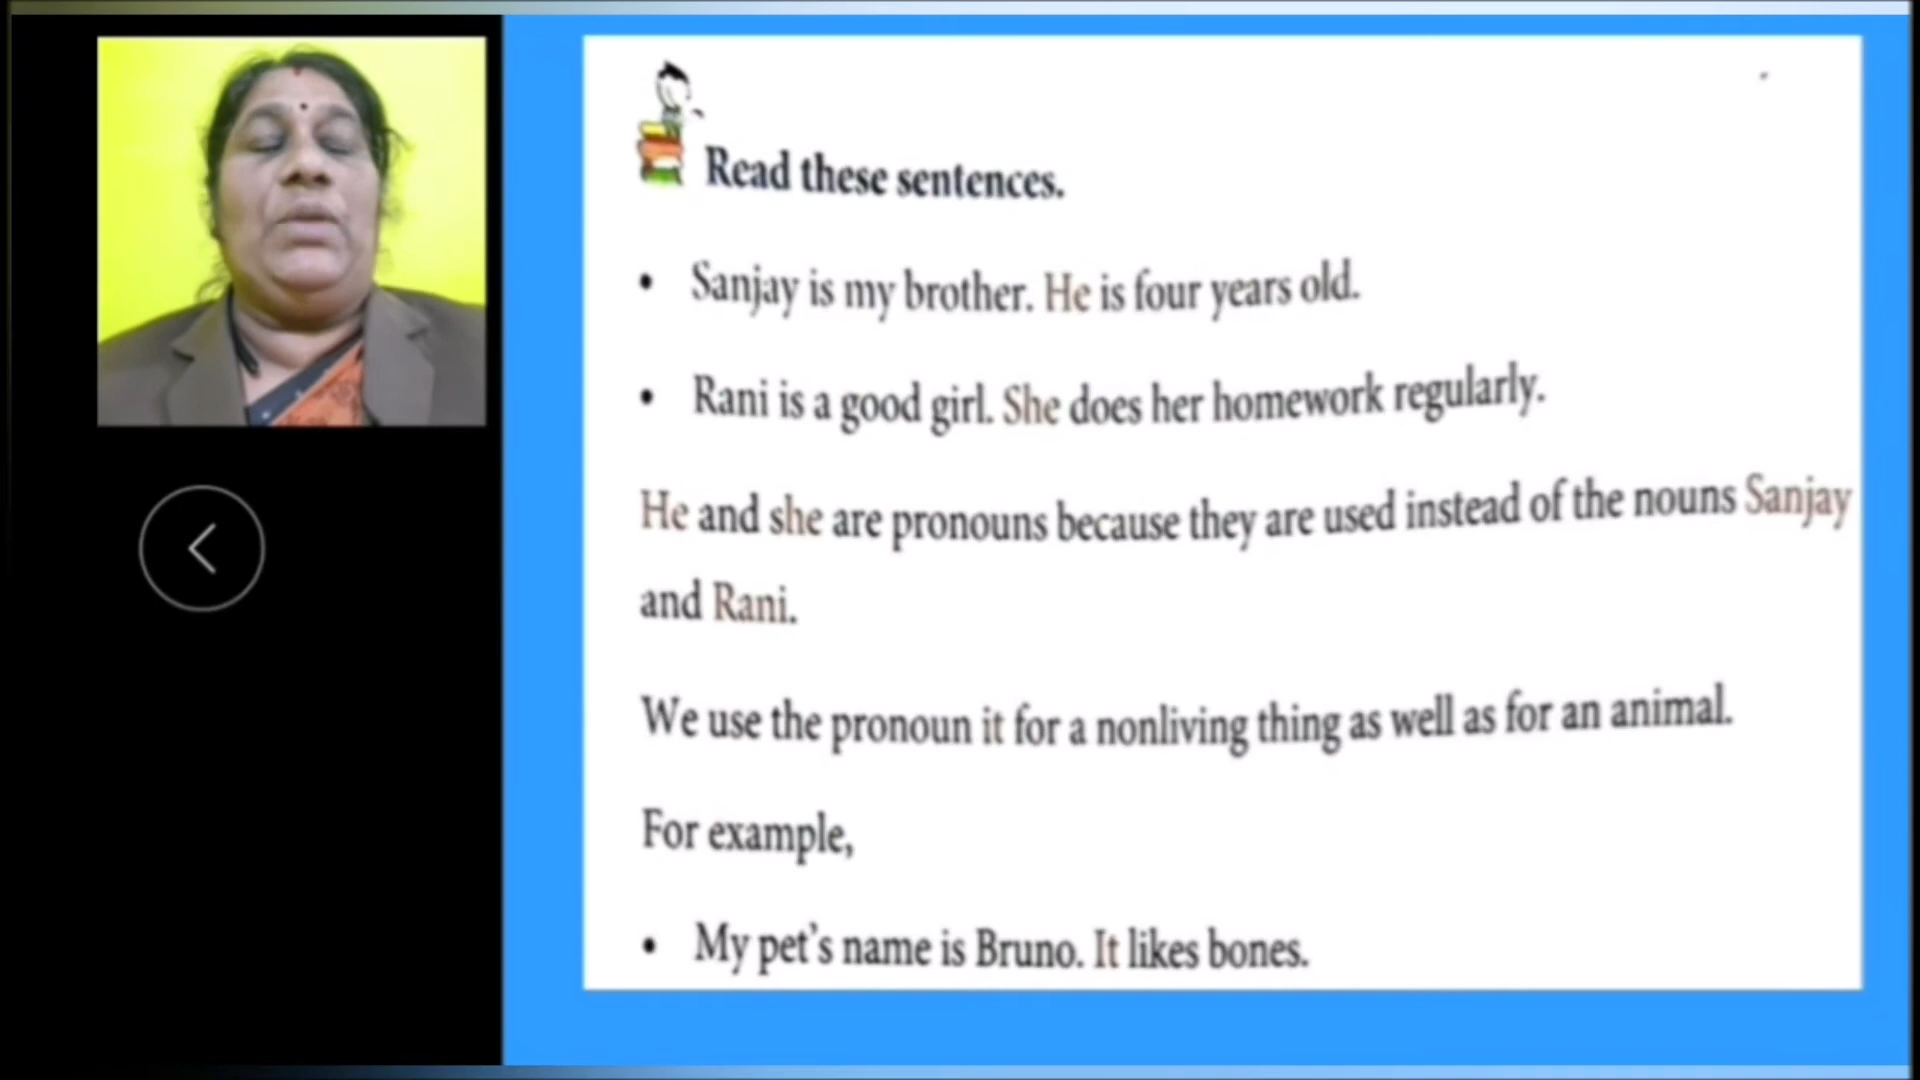 Read these sentences.
• Sanjay is my brother. He is four years old.
• Rani is a good girl. She does her homework regularly.
He and she are pronouns because they are used instead of the nouns Sanjay
and Rani.
We use the pronoun it for a nonliving thing as well as for an animal.
For example,
• My pet's name is Bruno. It likes bones.